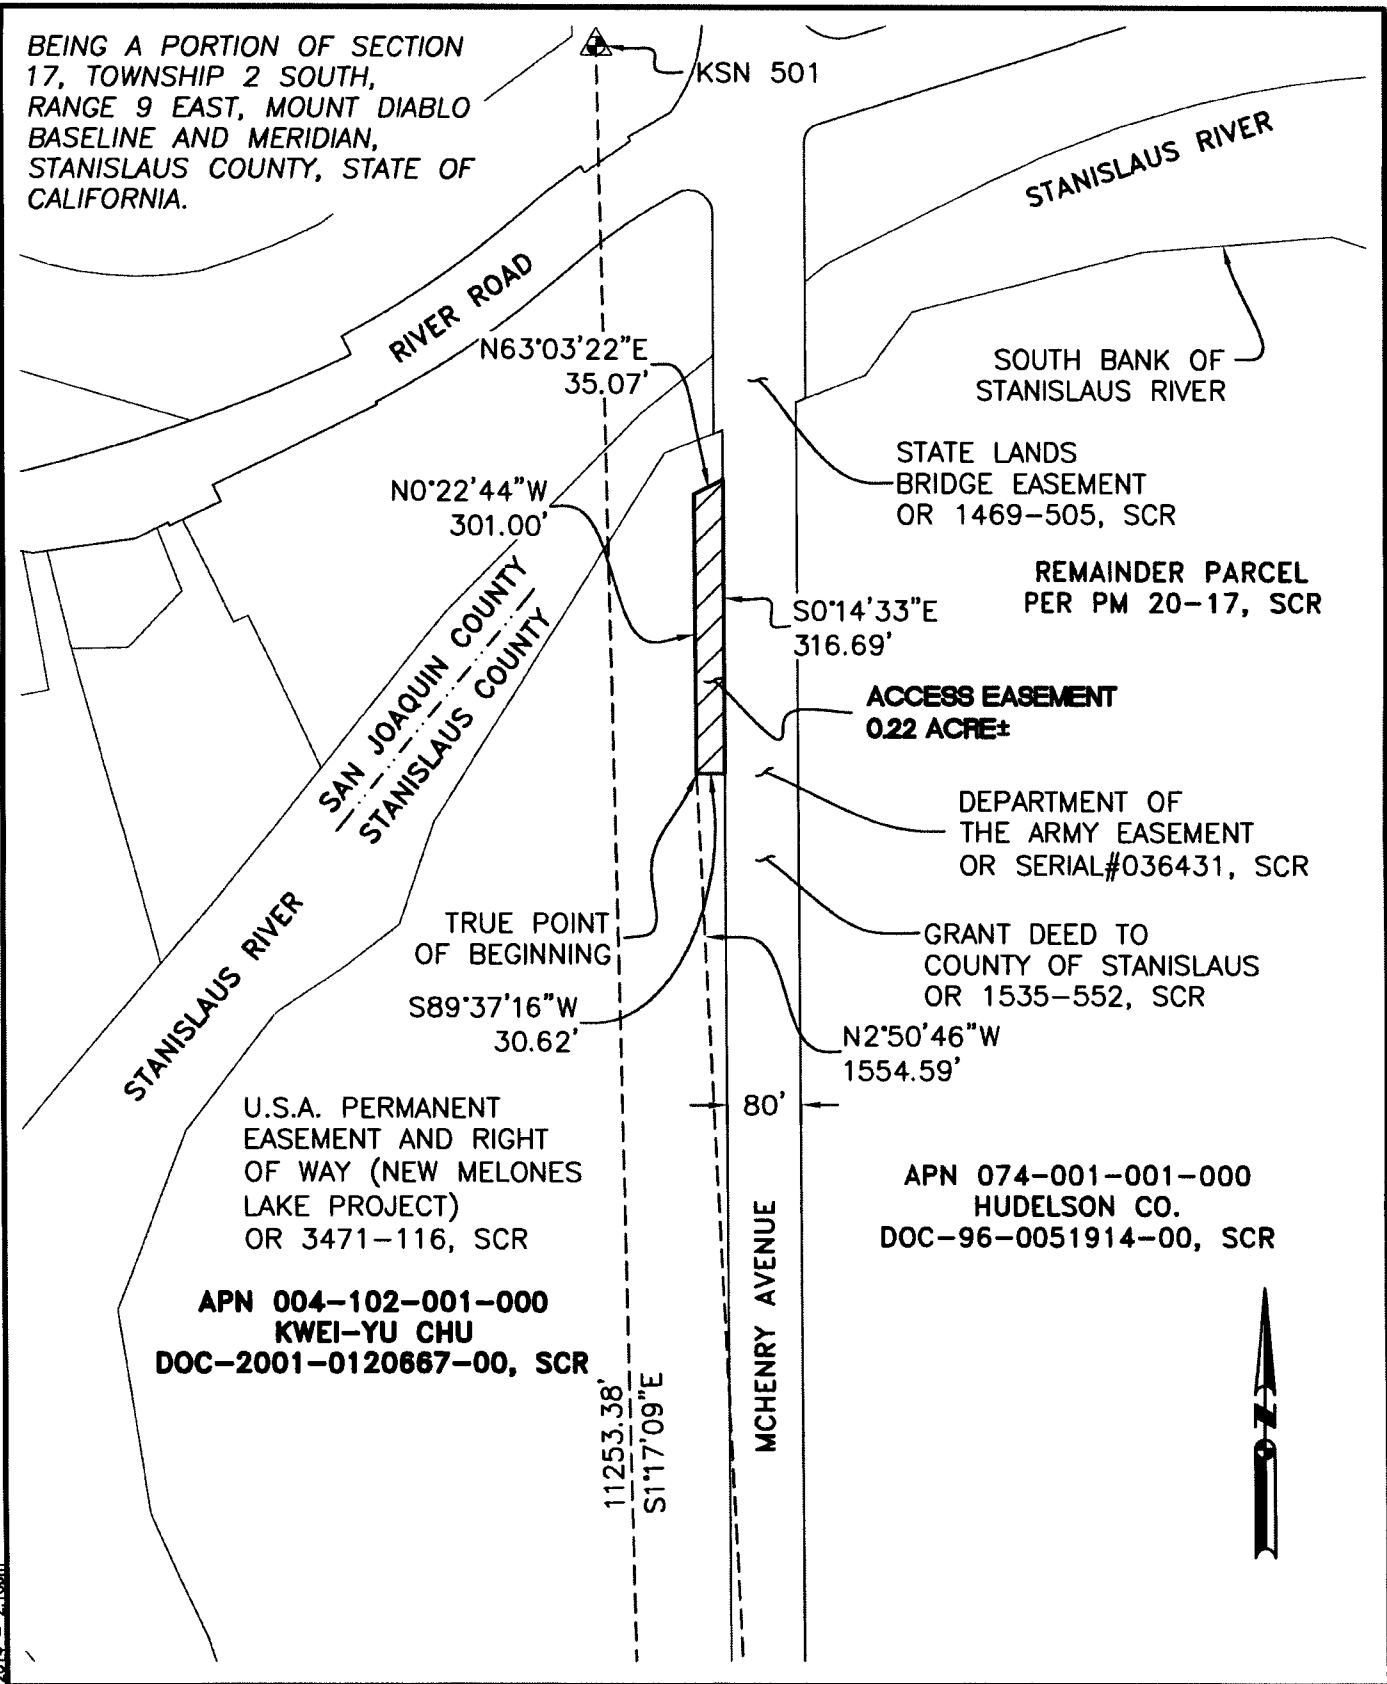 BEING A PORTION OF SECTION
17, TOWNSHIP 2 SOUTH,
RANGE 9 EAST, MOUNT DIABLO
BASELINE AND MERIDIAN,
STANISLAUS COUNTY, STATE OF
CALIFORNIA.
KSN 501
STANISLAUS RIVER
RIVER ROAD
N63°03'22"E
35.07'
SOUTH BANK OF
STANISLAUS RIVER
STATE LANDS
BRIDGE EASEMENT
OR 1469-505, SCR
N0°22'44"W
301.00'
REMAINDER PARCEL
PER PM 20-17, SCR
S0°14'33"E
316.69'
SAN JOAQUIN COUNTY
STANISLAUS COUNTY
ACCESS EASEMENT
0.22 ACRE±
DEPARTMENT OF
THE ARMY EASEMENT
OR SERIAL#036431, SCR
TRUE POINT
OF BEGINNING
GRANT DEED TO
COUNTY OF STANISLAUS
OR 1535-552, SCR
STANISLAUS RIVER
S89°37'16"W
30.62'
N2°50'46"W
1554.59'
80'
U.S.A. PERMANENT
EASEMENT AND RIGHT
OF WAY (NEW MELONES
LAKE PROJECT)
OR 3471-116, SCR
APN 074-001-001-000
HUDELSON CO.
DOC-96-0051914-00, SCR
APN 004-102-001-000
KWEI-YU CHU
DOC-2001-0120667-00, SCR
MCHENRY AVENUE
11253.38'
S1°17'09"E
N